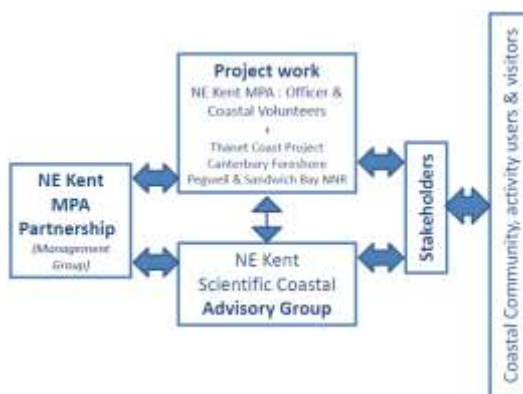 Project work
NE Kent MPA : Officer &
Coastal Volunteers
+
Thanet Coast Project
Canterbury Foreshore
Pegwell & Sandwich Bay NNR
NE Kent
MPA
Partnership
(Management
Group)
NE Kent
Scientific Coastal
Advisory Group
Stakeholders
Coastal Community, activity users & visitors